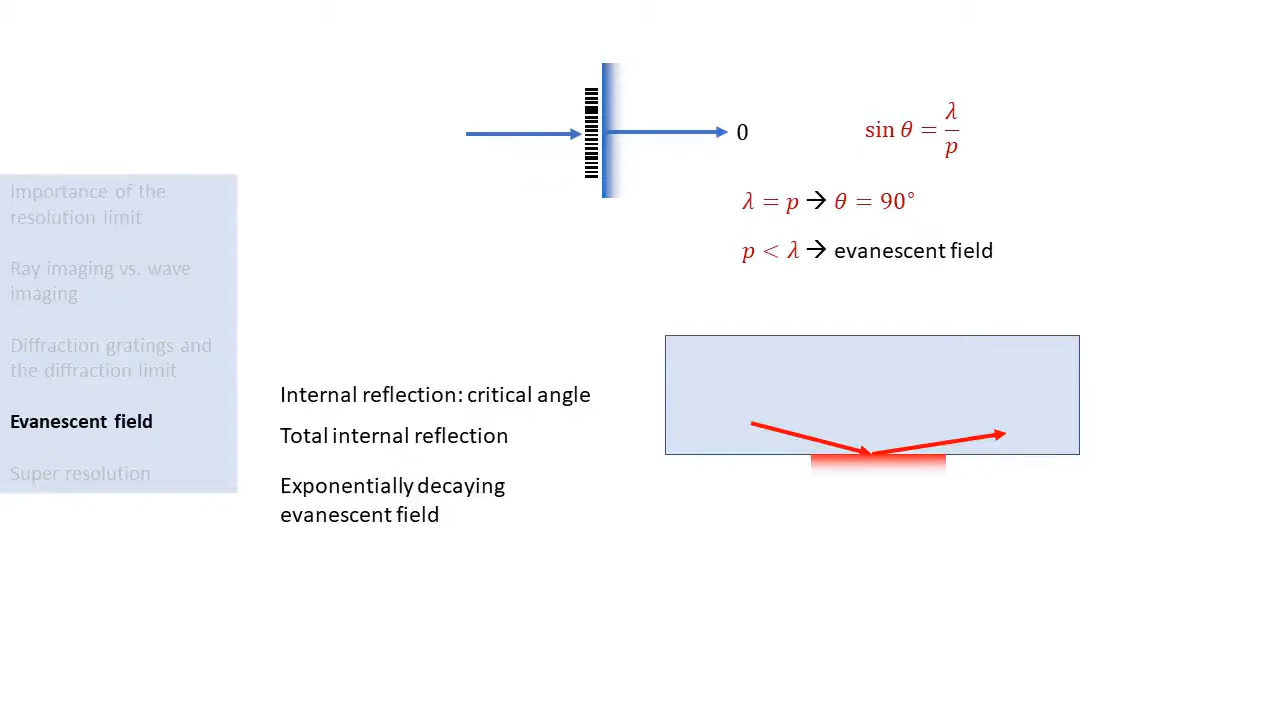 0
sin θ = λ/p
λ = p → θ = 90°
p < λ → evanescent field
Importance of the
resolution limit
Ray imaging vs. wave
imaging
Diffraction gratings and
the diffraction limit
Evanescent field
Super resolution
Internal reflection: critical angle
Total internal reflection
Exponentially decaying
evanescent field